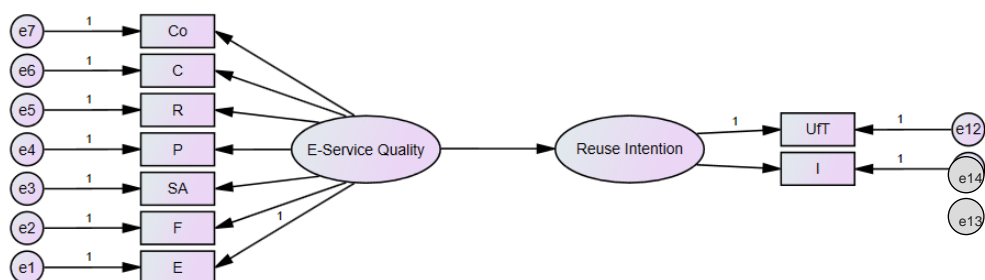 e7 1 Co
e6 1 C
e5 1 R
e4 1 P
e3 1 SA
e2 1 F
e1 1 E
1
E-Service Quality
Reuse Intention
1
UfT 1 e12
I 1 e14
e13